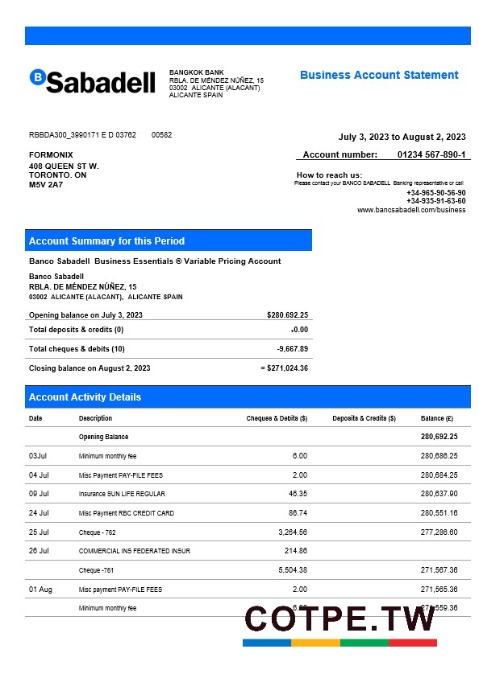 B Sabadell
BANGKOK BANK
RBLA. DE MÉNDEZ NÚÑEZ, 15
03002 ALICANTE (ALACANT)
ALICANTE SPAIN
Business Account Statement
RBBDA300_3990171 E D 03762 00582
July 3, 2023 to August 2, 2023
FORMONIX
408 QUEEN ST W.
TORONTO. ON
M5V 2A7
Account number: 01234 567-890-1
How to reach us:
Please contact your BANCO SABADELL Banking representative or call
+34-965-90-56-90
+34-935-91-63-60
www.bancsabadell.com/business
Account Summary for this Period
Banco Sabadell Business Essentials ® Variable Pricing Account
Banco Sabadell
RBLA. DE MÉNDEZ NÚÑEZ, 15
03002 ALICANTE (ALACANT), ALICANTE SPAIN
Opening balance on July 3, 2023 $280.692.25
Total deposits & credits (0) .0.00
Total cheques & debits (10) -9,667.89
Closing balance on August 2, 2023 = $271,024.36
Account Activity Details
Date Description Cheques & Debits ($) Deposits & Credits ($) Balance (£)
Opening Balance 280,692.25
03Jul Minimum monthly fee 6.00 280,686.25
04 Jul Misc Payment PAY-FILE FEES 2.00 280,684.25
09 Jul Insurance SUN LIFE REGULAR 46.35 280,637.90
24 Jul Misc Payment RBC CREDIT CARD 86.74 280,551.16
25 Jul Cheque - 762 3,264.56 277,286.60
26 Jul COMMERCIAL INS FEDERATED INSUR 214.86
Cheque -761 5,504.38 271,567.36
01 Aug Misc payment PAY-FILE FEES 2.00 271,565.36
Minimum monthly fee
COTPE.TW